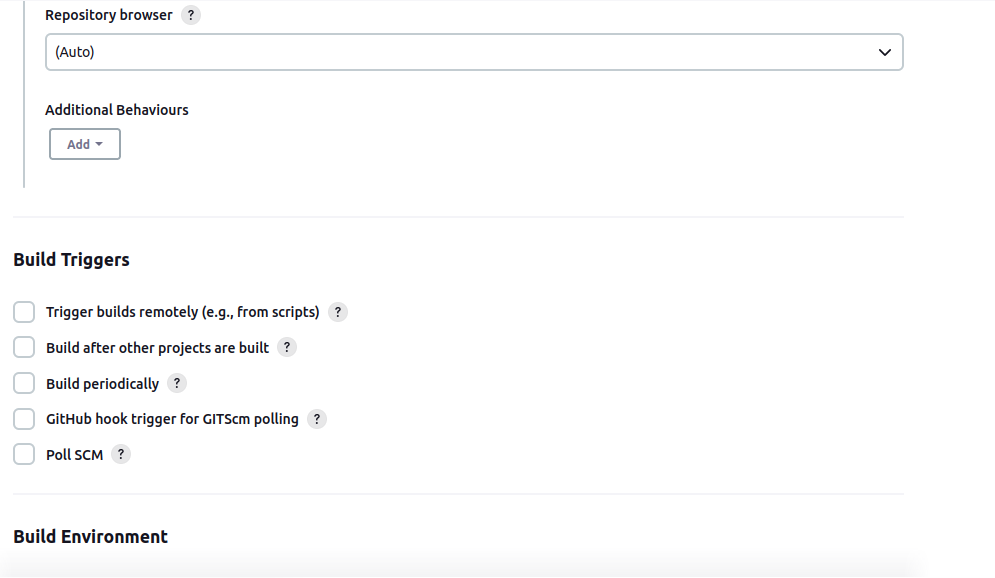 Repository browser ?
(Auto)
Additional Behaviours
Add
Build Triggers
Trigger builds remotely (e.g., from scripts) ?
Build after other projects are built ?
Build periodically ?
GitHub hook trigger for GITScm polling ?
Poll SCM ?
Build Environment